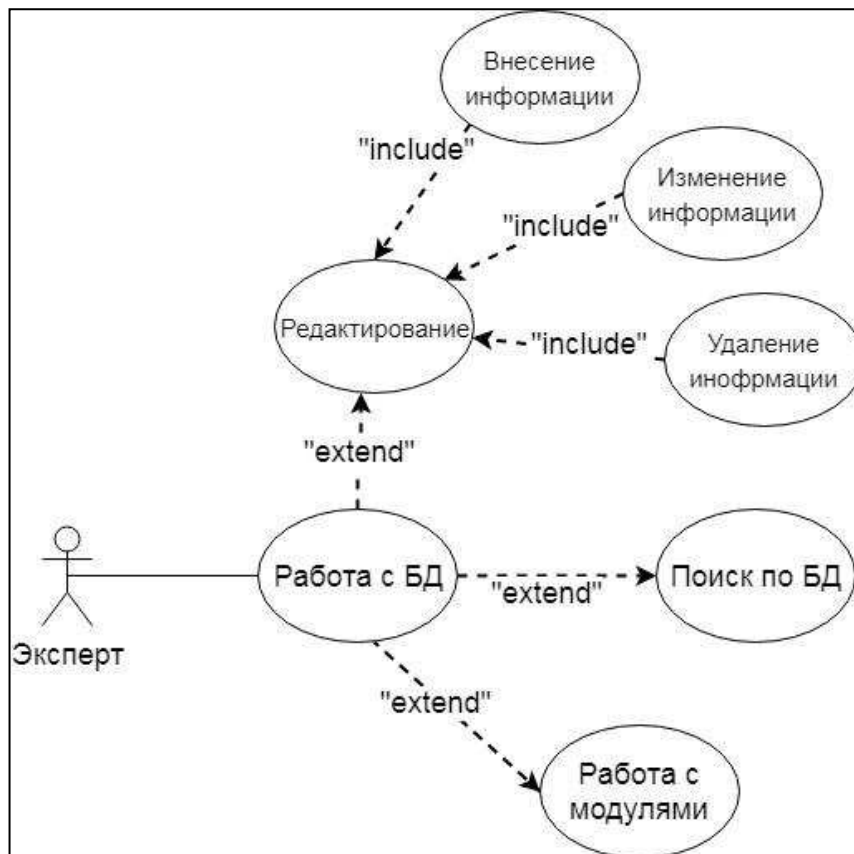 Внесение
информации
"include"
Изменение
информации
"include"
Редактирование
"include"
Удаление
инофрмации
"extend"
Работа с БД
"extend"
Поиск по БД
Эксперт
"extend"
Работа с
модулями